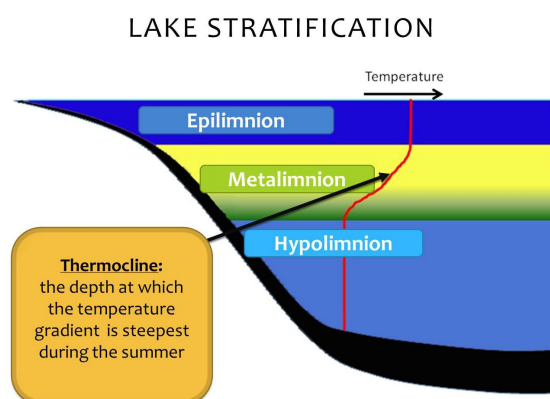 LAKE STRATIFICATION
Temperature
Epilimnion
Metalimnion
Hypolimnion
Thermocline:
the depth at which
the temperature
gradient is steepest
during the summer